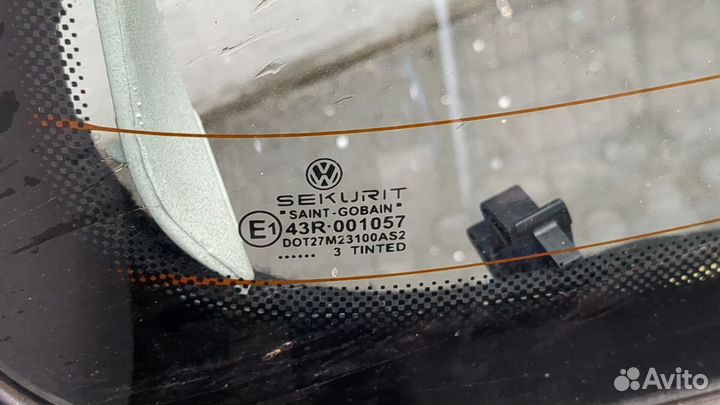 SEKURIT
"SAINT-GOBAIN"
E1 43R-001057
DOT27M23100AS2
...... 3 TINTED
Avito